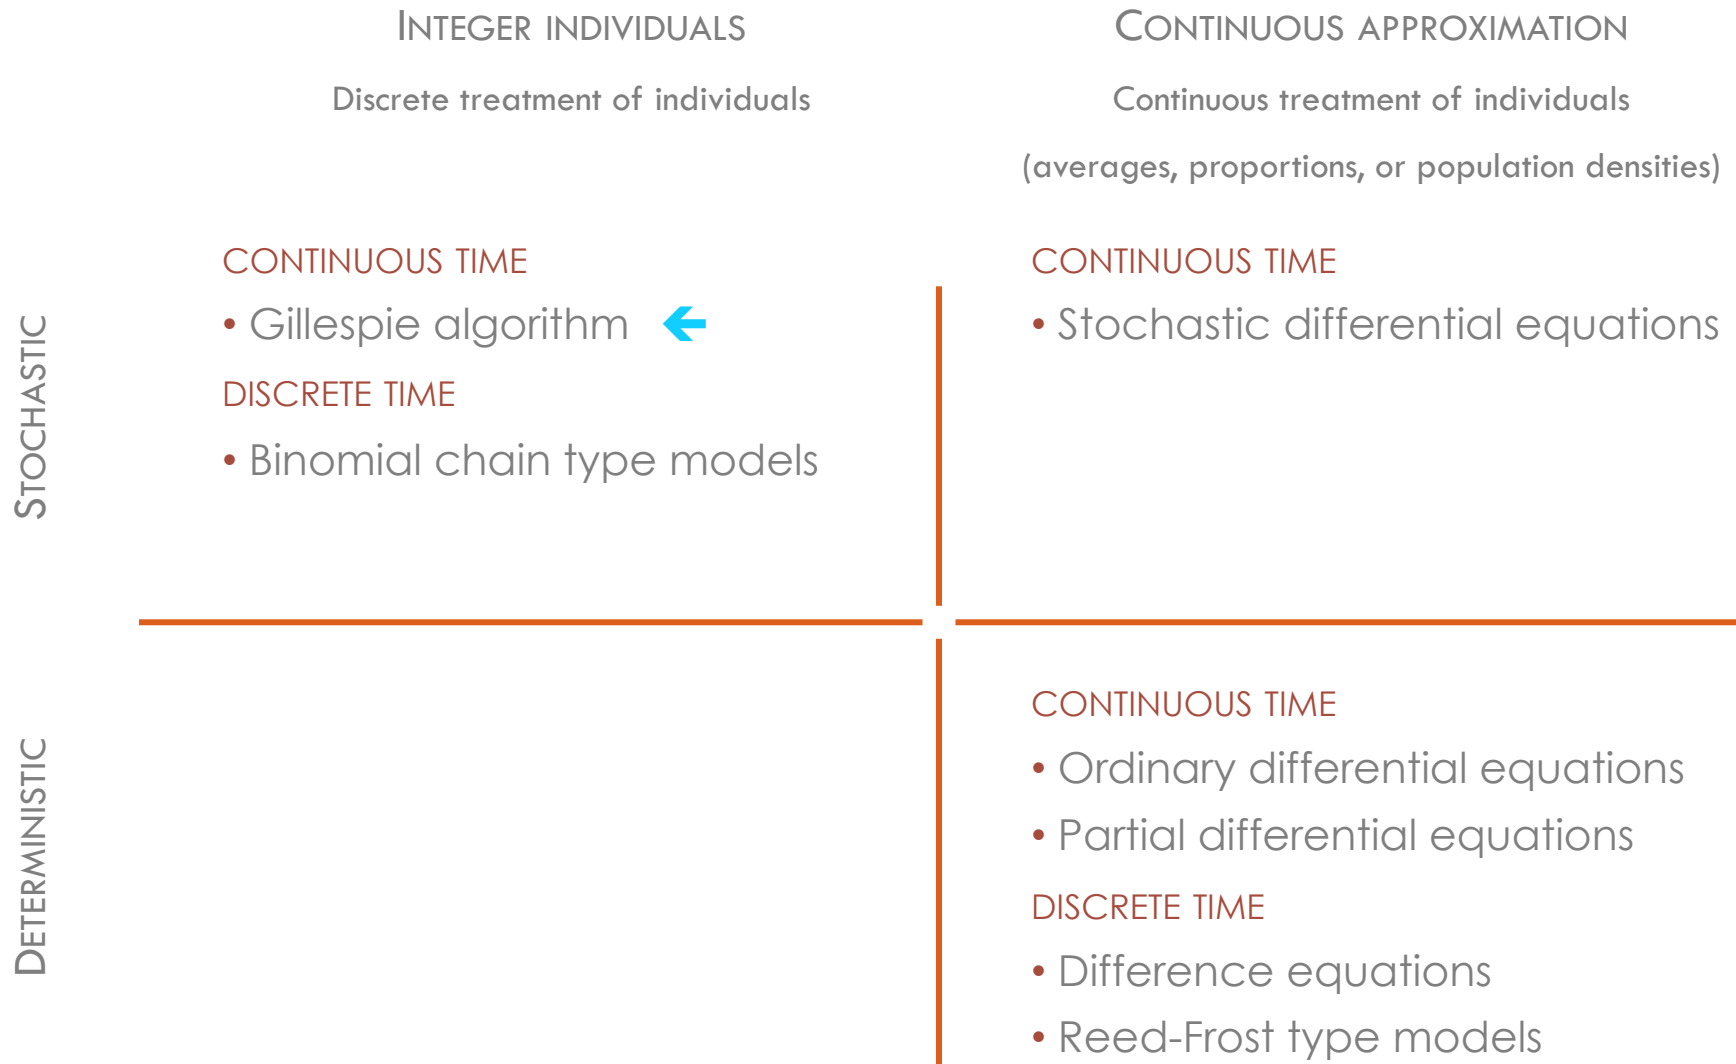 INTEGER INDIVIDUALS
Discrete treatment of individuals
CONTINUOUS APPROXIMATION
Continuous treatment of individuals
(averages, proportions, or population densities)
STOCHASTIC
CONTINUOUS TIME
• Gillespie algorithm
DISCRETE TIME
• Binomial chain type models
CONTINUOUS TIME
• Stochastic differential equations
DETERMINISTIC
CONTINUOUS TIME
• Ordinary differential equations
• Partial differential equations
DISCRETE TIME
• Difference equations
• Reed-Frost type models